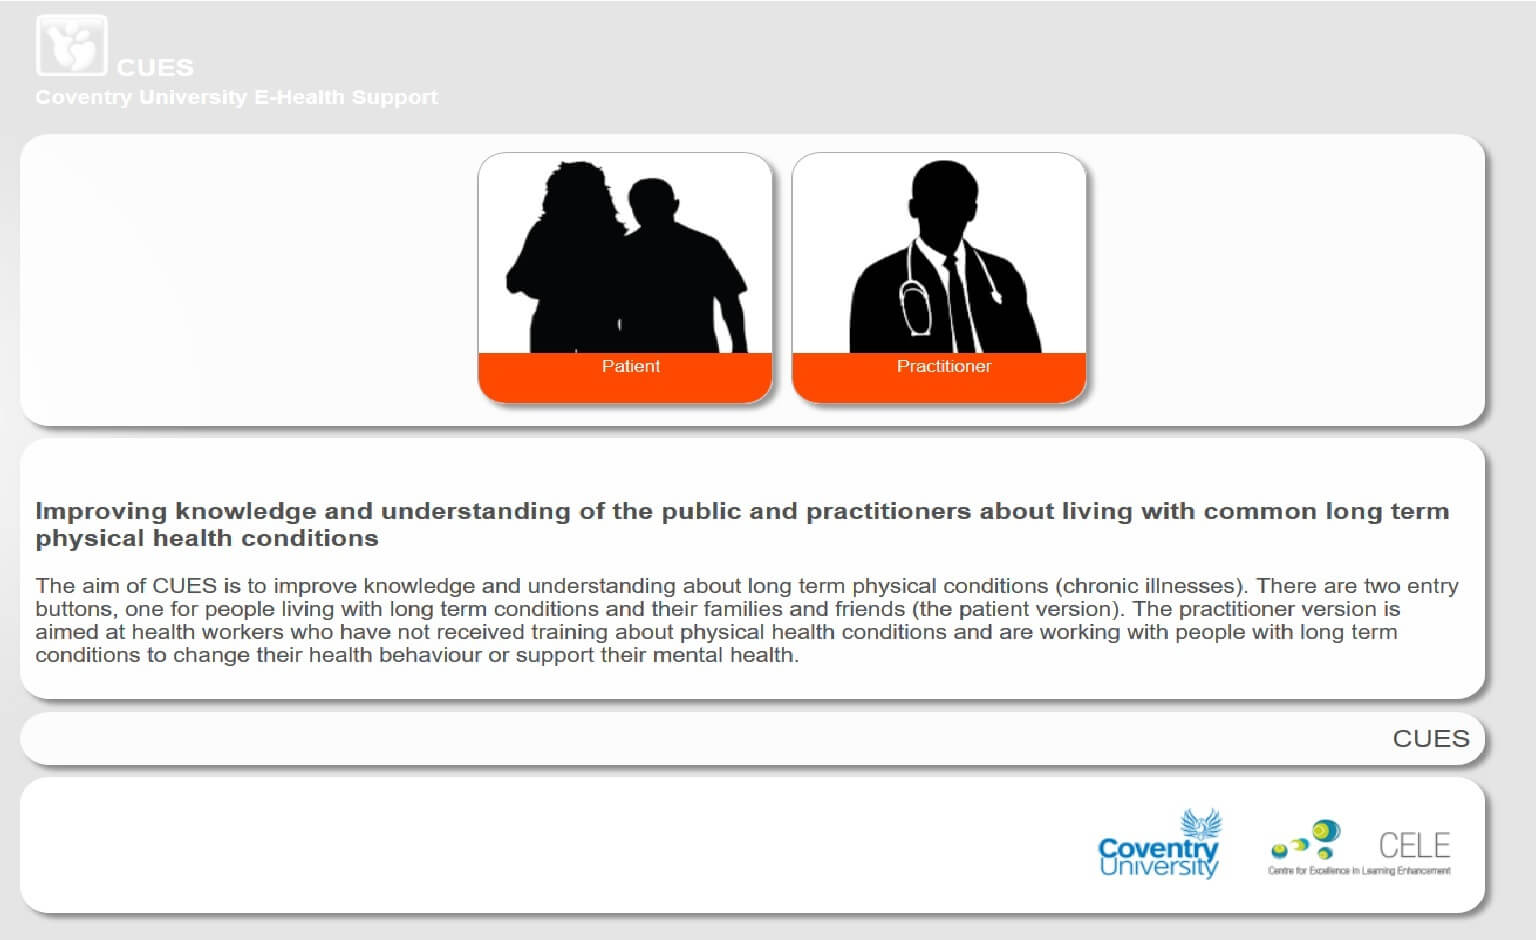 CUES
Coventry University E-Health Support
Patient
Practitioner
Improving knowledge and understanding of the public and practitioners about living with common long term
physical health conditions
The aim of CUES is to improve knowledge and understanding about long term physical conditions (chronic illnesses). There are two entry
buttons, one for people living with long term conditions and their families and friends (the patient version). The practitioner version is
aimed at health workers who have not received training about physical health conditions and are working with people with long term
conditions to change their health behaviour or support their mental health.
CUES
Coventry
University
CELE
Centre for Excellence in Learning Enhancement